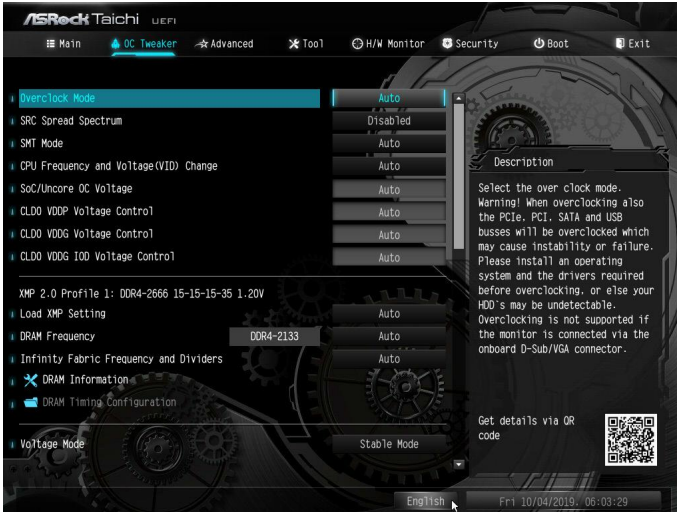 ASRock Taichi UEFI
Main OC Tweaker Advanced Tool H/W Monitor Security Boot Exit
Overclock Mode Auto
SRC Spread Spectrum Disabled
SMT Mode Auto
CPU Frequency and Voltage(VID) Change Auto
SoC/Uncore OC Voltage Auto
CLDO VDDP Voltage Control Auto
CLDO VDDG Voltage Control Auto
CLDO VDDG IOD Voltage Control Auto
XMP 2.0 Profile 1: DDR4-2666 15-15-15-35 1.20V
Load XMP Setting Auto
DRAM Frequency DDR4-2133 Auto
Infinity Fabric Frequency and Dividers Auto
DRAM Information
DRAM Timing Configuration
Voltage Mode Stable Mode
Description
Select the over clock mode.
Warning! When overclocking also
the PCIe, PCI, SATA and USB
busses will be overclocked which
may cause instability or failure.
Please install an operating
system and the drivers required
before overclocking, or else your
HDD`s may be undetectable.
Overclocking is not supported if
the monitor is connected via the
onboard D-Sub/VGA connector.
Get details via QR
code
English
Fri 10/04/2019. 06:03:29